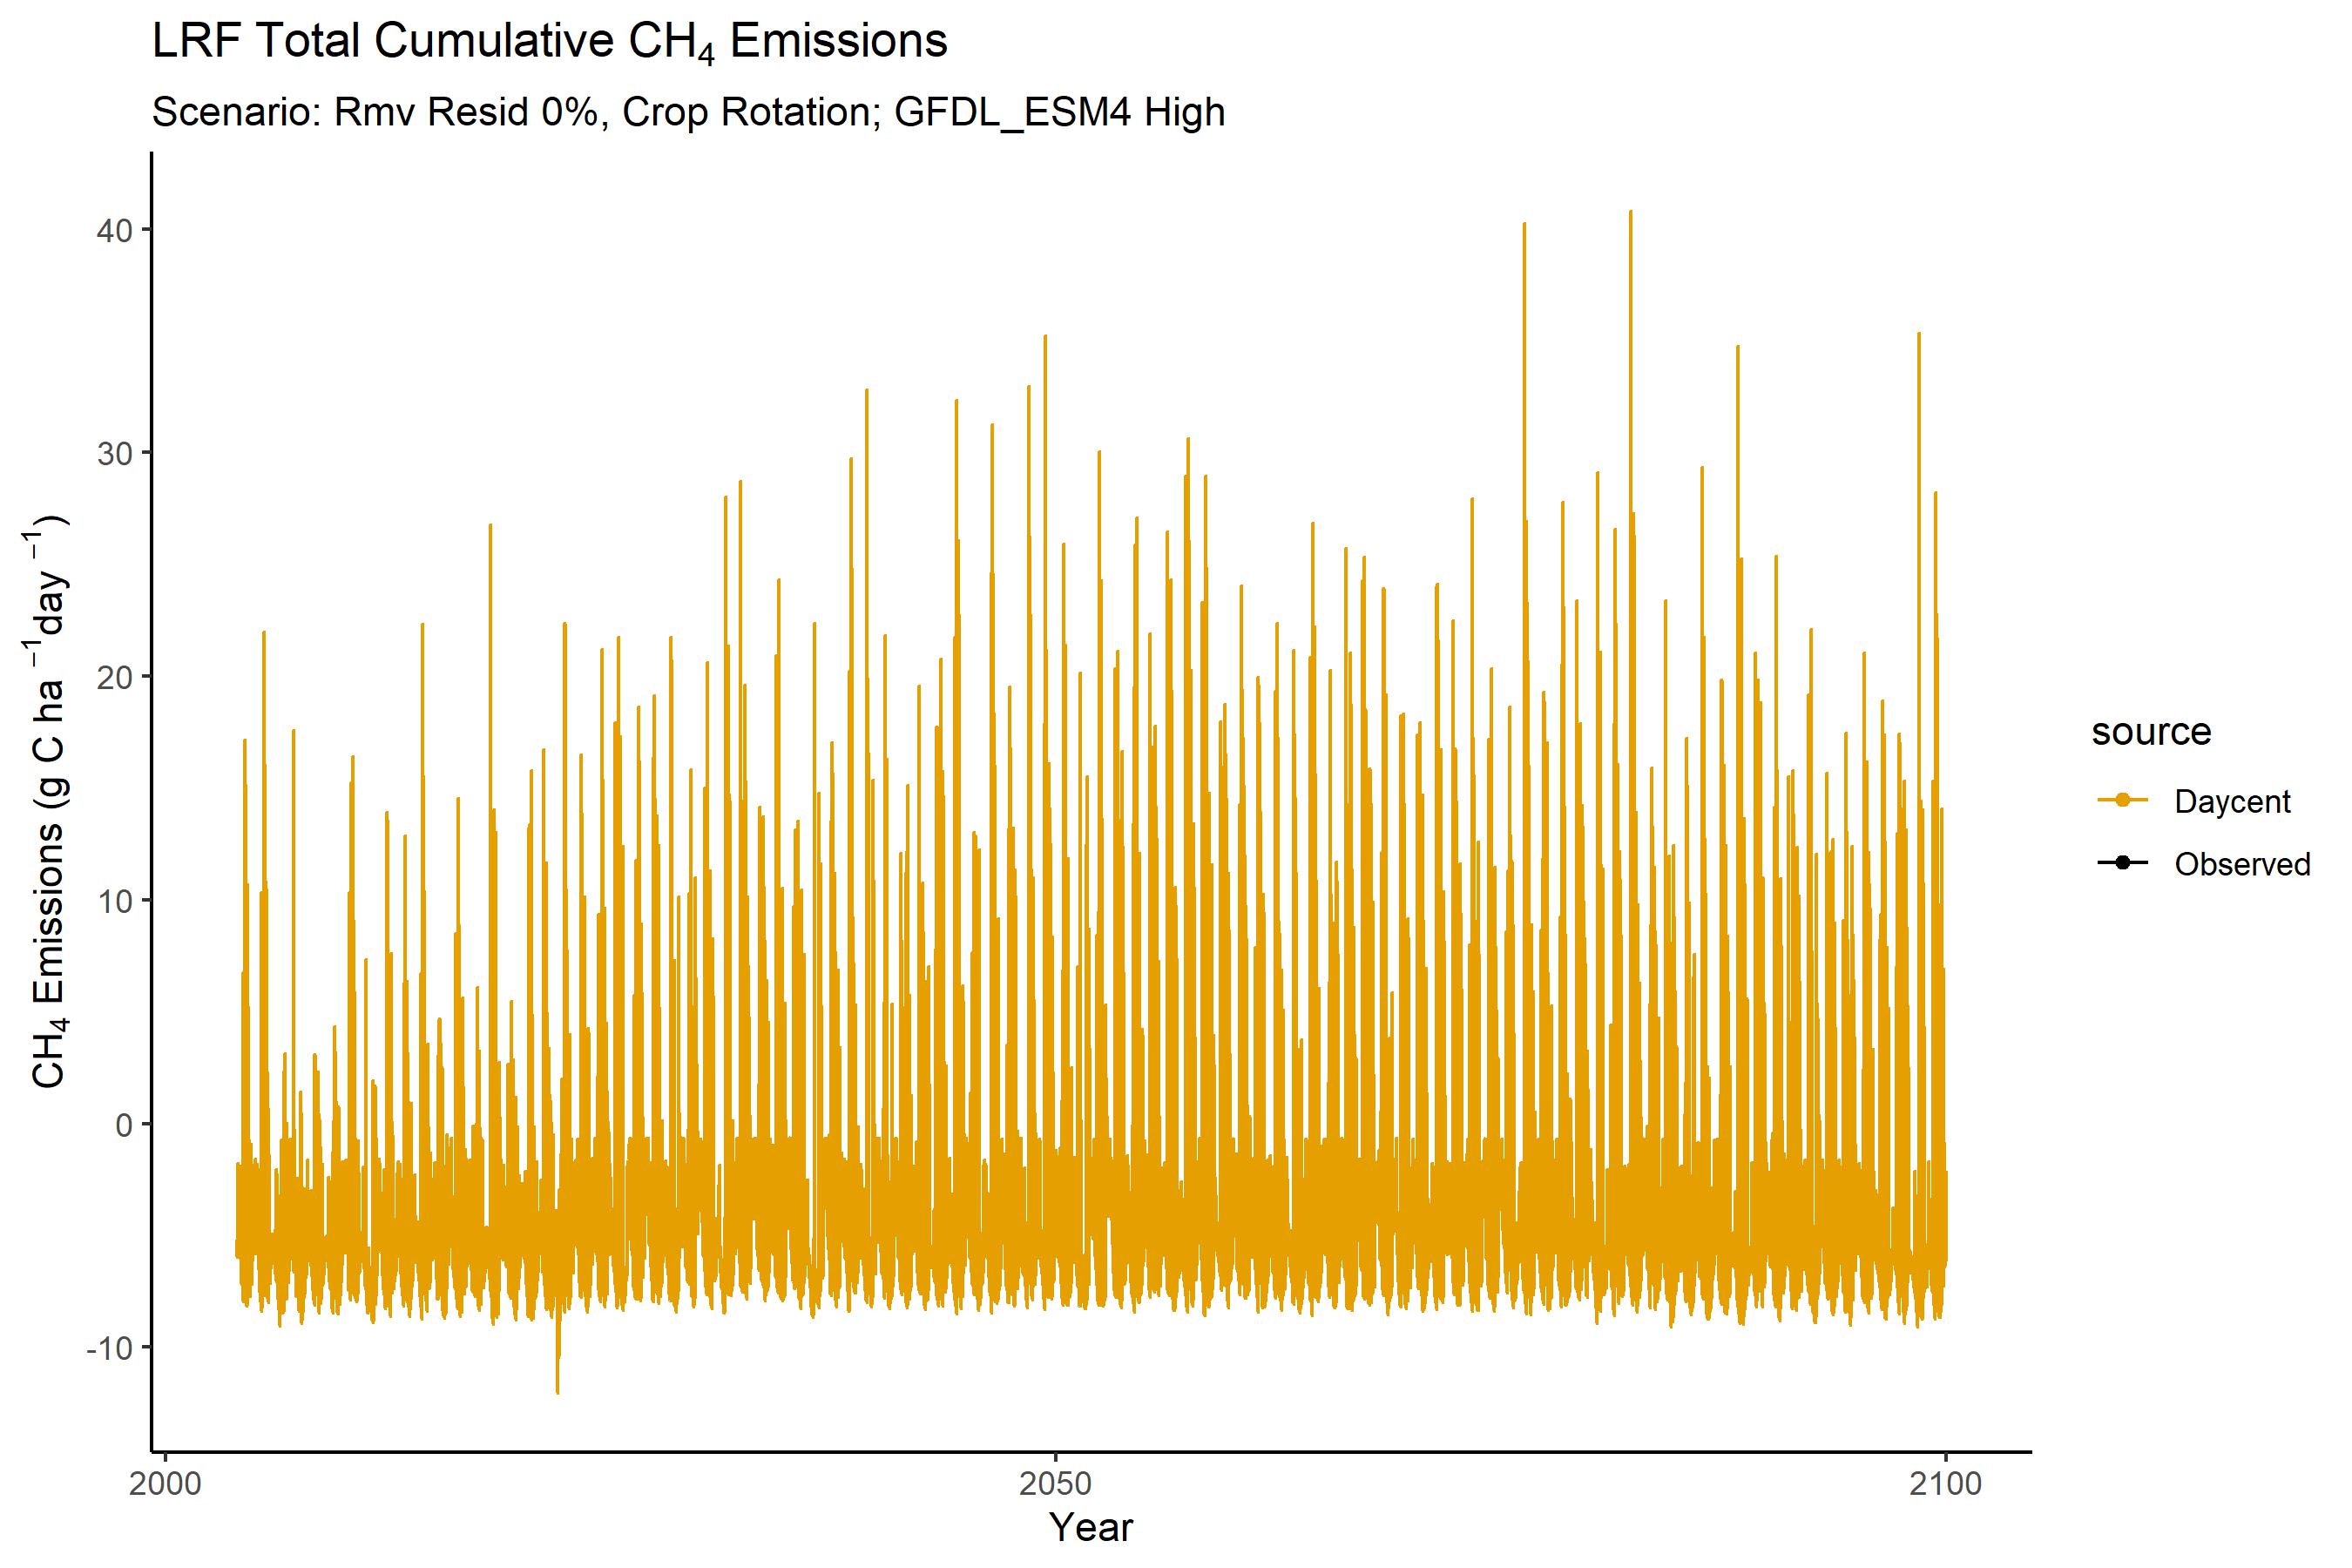 LRF Total Cumulative CH₄ Emissions
Scenario: Rmv Resid 0%, Crop Rotation; GFDL_ESM4 High
CH₄ Emissions (g C ha ⁻¹day ⁻¹)
40
30
20
10
0
-10
2000
2050
2100
Year
source
Daycent
Observed